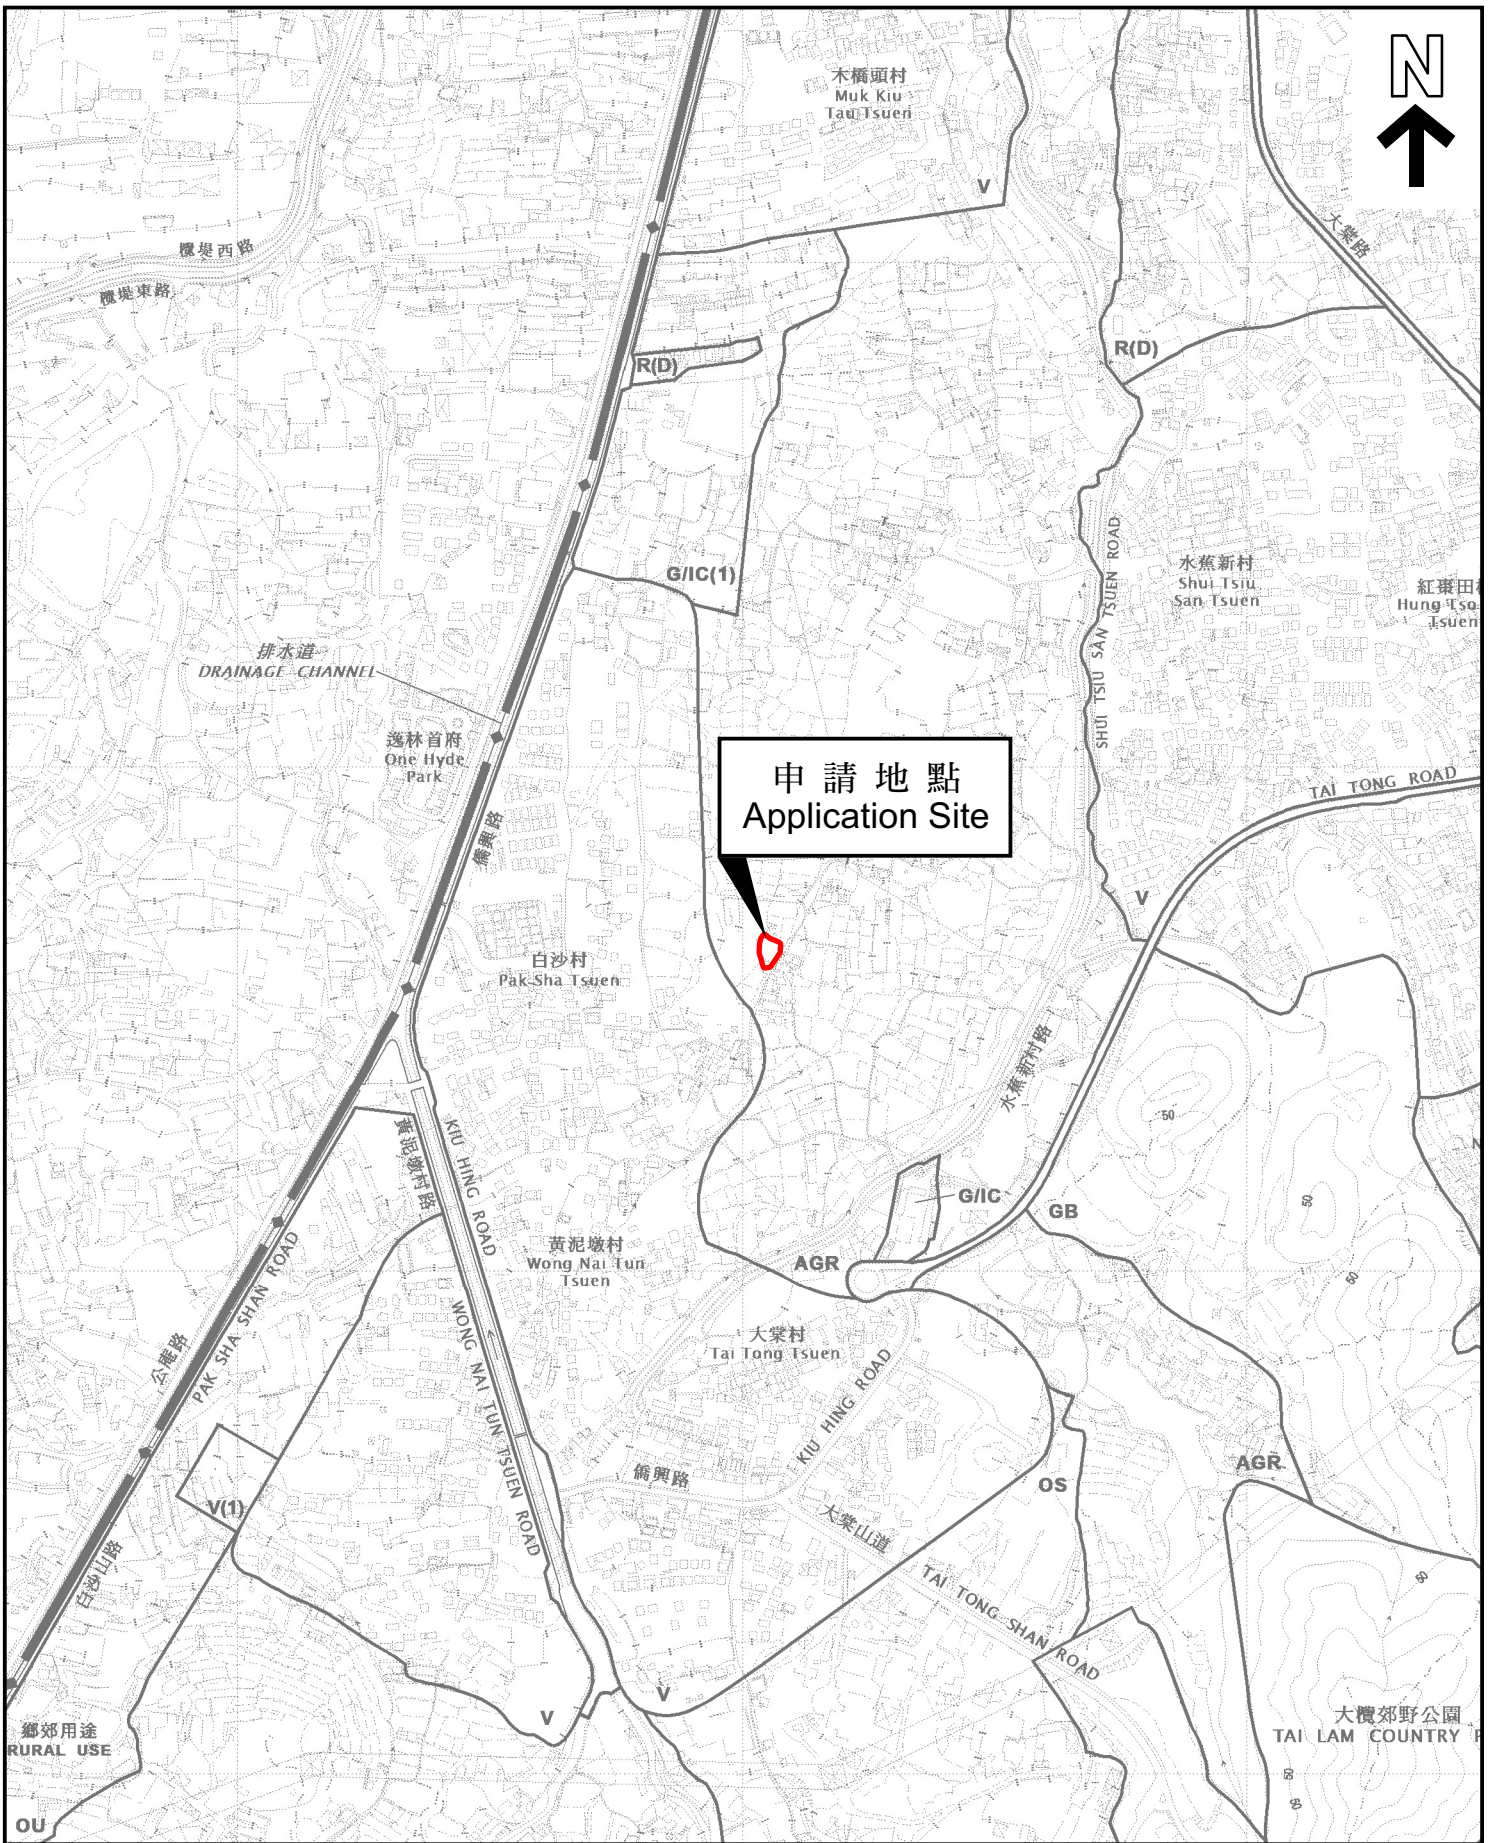 N
木橋頭村
Muk Kiu
Tau Tsuen
V
大棠路
欖堤西路
欖堤東路
R(D)
R(D)
G/IC(1)
SHUI TSIU SAN TSUEN ROAD
水蕉新村
Shui Tsiu
San Tsuen
紅棗田
Hung Tso
Tsuen
排水道
DRAINAGE CHANNEL
逸林首府
One Hyde
Park
僑興路
申請地點
Application Site
TAI TONG ROAD
V
白沙村
Pak Sha Tsuen
水蕉新村路
50
黃泥墩村路
KIU HING ROAD
G/IC
GB
50
N
黃泥墩村
Wong Nai Tun
Tsuen
AGR
50
PAK SHA SHAN ROAD
公庵路
WONG NAI TUN TSUEN ROAD
大棠村
Tai Tong Tsuen
KIU HING ROAD
僑興路
OS
AGR
V(1)
大棠山道
TAI TONG SHAN ROAD
50
白沙山路
V
V
鄉郊用途
RURAL USE
大欖郊野公園
TAI LAM COUNTRY
50
50
OU